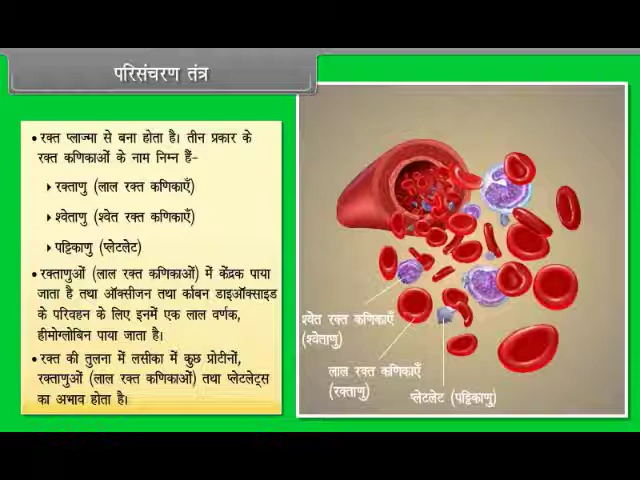 परिसंचरण तंत्र
• रक्त प्लाज्मा से बना होता है। तीन प्रकार के
रक्त कणिकाओं के नाम निम्न हैं-
रक्ताणु (लाल रक्त कणिकाएँ)
श्वेताणु (श्वेत रक्त कणिकाएँ)
पट्टिकाणु (प्लेटलेट)
• रक्ताणुओं (लाल रक्त कणिकाओं) में केंद्रक पाया
जाता है तथा ऑक्सीजन तथा कार्बन डाइऑक्साइड
के परिवहन के लिए इनमें एक लाल वर्णक,
हीमोग्लोबिन पाया जाता है।
• रक्त की तुलना में लसीका में कुछ प्रोटीनों,
रक्ताणुओं (लाल रक्त कणिकाओं) तथा प्लेटलेट्स
का अभाव होता है।
श्वेत रक्त कणिकाएँ
(श्वेताणु)
लाल रक्त कणिकाएँ
(रक्ताणु)
प्लेटलेट (पट्टिकाणु)